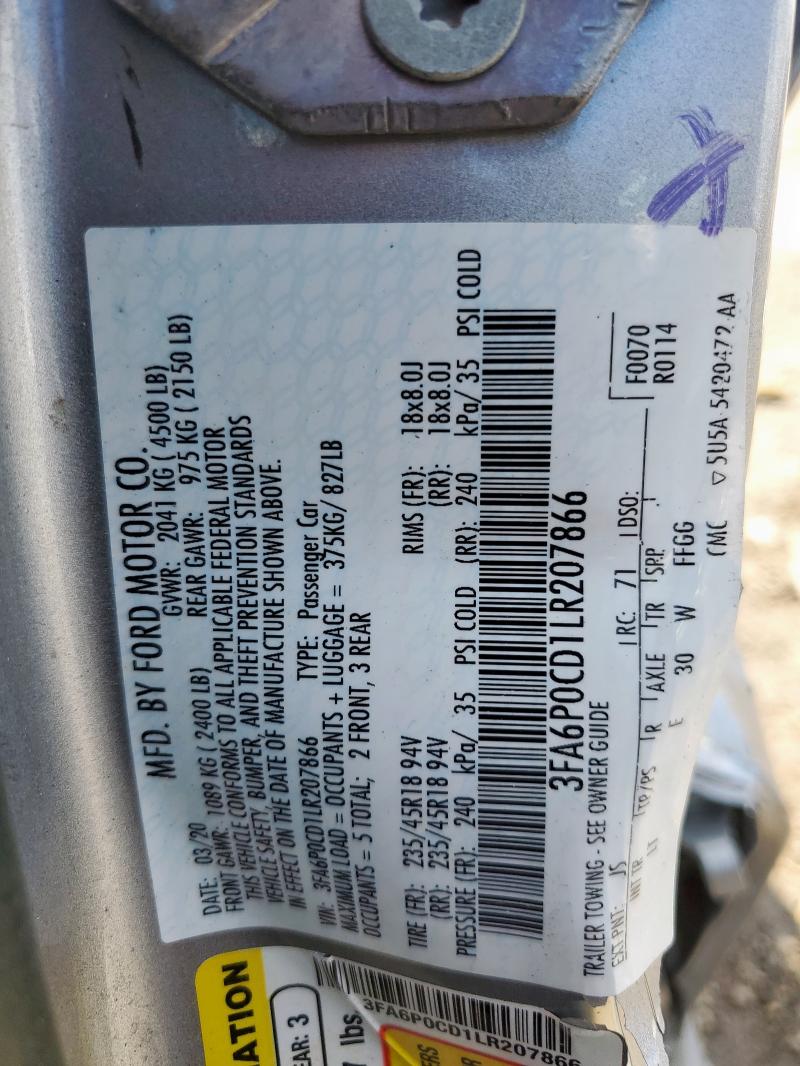 MFD. BY FORD MOTOR CO.
DATE: 03/20 GVWR: 2041 KG ( 4500 LB)
FRONT GAWR: 1089 KG ( 2400 LB) REAR GAWR: 975 KG ( 2150 LB)
THIS VEHICLE CONFORMS TO ALL APPLICABLE FEDERAL MOTOR
VEHICLE SAFETY, BUMPER, AND THEFT PREVENTION STANDARDS
IN EFFECT ON THE DATE OF MANUFACTURE SHOWN ABOVE.
VIN: 3FA6P0CD1LR207866 TYPE: Passenger Car
MAXIMUM LOAD = OCCUPANTS + LUGGAGE = 375KG/ 827LB
OCCUPANTS = 5 TOTAL; 2 FRONT, 3 REAR
TIRE (FR): 235/45R18 94V RIMS (FR): 18x8.0J
(RR): 235/45R18 94V (RR): 18x8.0J
PRESSURE (FR): 240 kPa/ 35 PSI COLD (RR): 240 kPa/ 35 PSI COLD
3FA6P0CD1LR207866
TRAILER TOWING - SEE OWNER GUIDE
F0070
EXT PNT: JS RC: 71 DSO: R0114
INT TR TP/PS R AXLE TR SPR
LT E 30 W FFGG
CMC ▽ 5U5A-5420472-AA
ATION
EAR: 3
lbs.
3FA6P0CD1LR207866